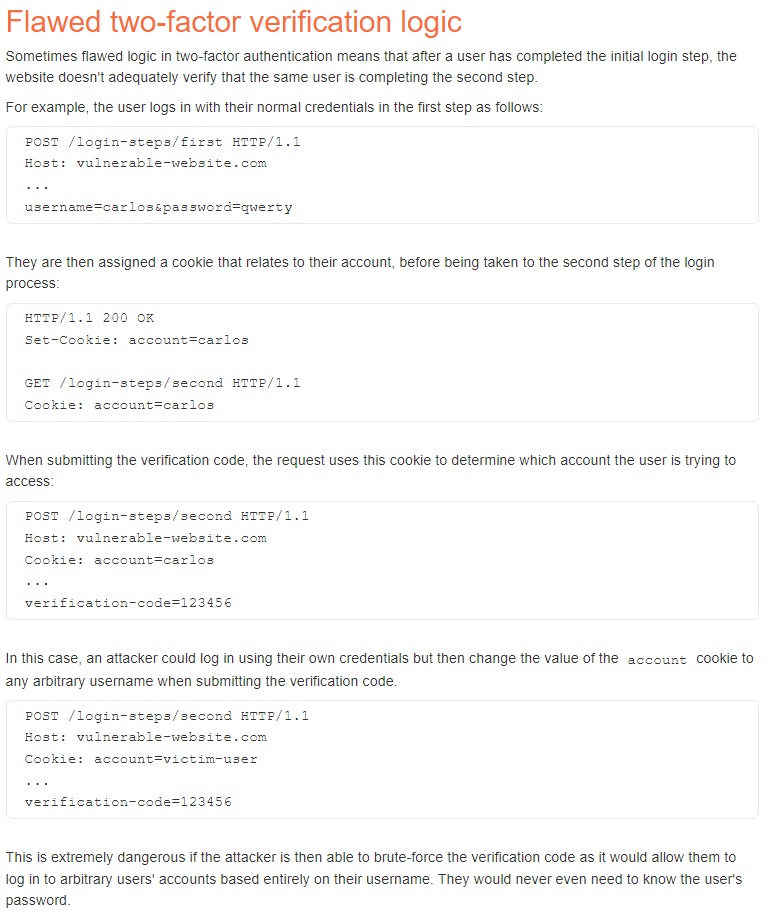 Flawed two-factor verification logic
Sometimes flawed logic in two-factor authentication means that after a user has completed the initial login step, the
website doesn't adequately verify that the same user is completing the second step.
For example, the user logs in with their normal credentials in the first step as follows:
POST /login-steps/first HTTP/1.1
Host: vulnerable-website.com
...
username=carlos&password=qwerty
They are then assigned a cookie that relates to their account, before being taken to the second step of the login
process:
HTTP/1.1 200 OK
Set-Cookie: account=carlos
GET /login-steps/second HTTP/1.1
Cookie: account=carlos
When submitting the verification code, the request uses this cookie to determine which account the user is trying to
access:
POST /login-steps/second HTTP/1.1
Host: vulnerable-website.com
Cookie: account=carlos
...
verification-code=123456
In this case, an attacker could log in using their own credentials but then change the value of the account cookie to
any arbitrary username when submitting the verification code.
POST /login-steps/second HTTP/1.1
Host: vulnerable-website.com
Cookie: account=victim-user
...
verification-code=123456
This is extremely dangerous if the attacker is then able to brute-force the verification code as it would allow them to
log in to arbitrary users' accounts based entirely on their username. They would never even need to know the user's
password.